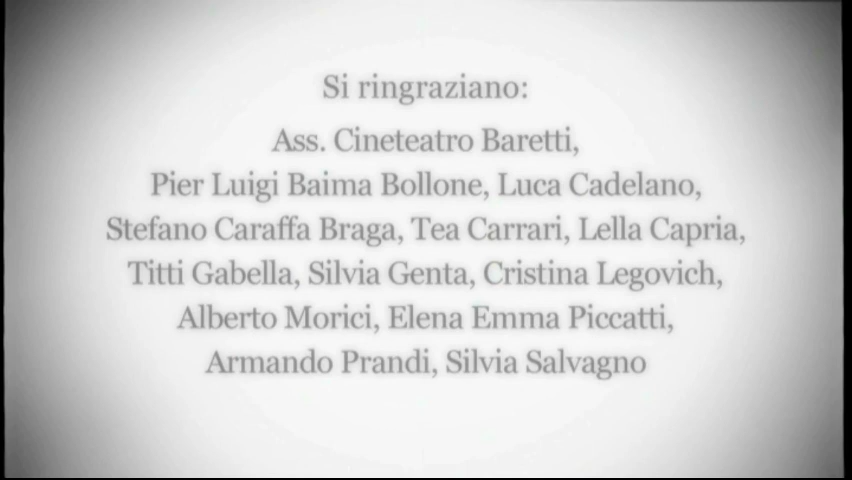 Si ringraziano:
Ass. Cineteatro Baretti,
Pier Luigi Baima Bollone, Luca Cadelano,
Stefano Caraffa Braga, Tea Carrari, Lella Capria,
Titti Gabella, Silvia Genta, Cristina Legovich,
Alberto Morici, Elena Emma Piccatti,
Armando Prandi, Silvia Salvagno